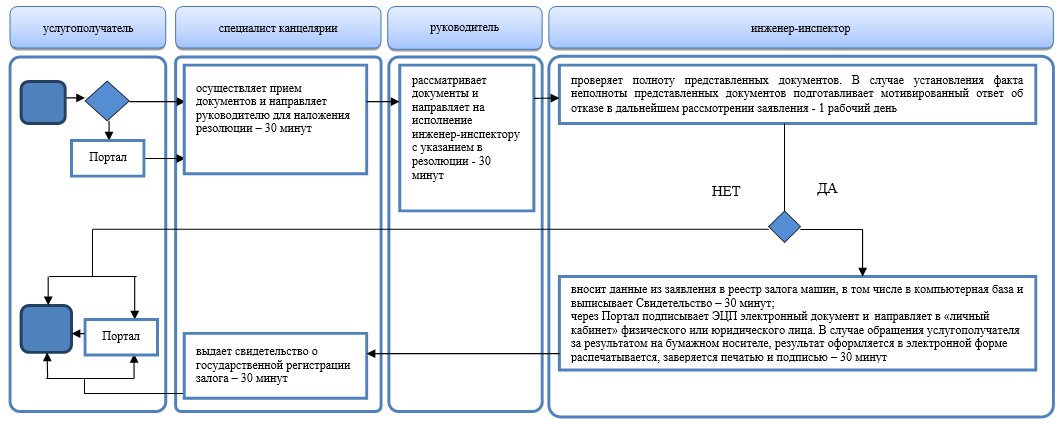 услугополучатель
специалист канцелярии
руководитель
инженер-инспектор
осуществляет прием
документов и направляет
руководителю для наложения
резолюции – 30 минут
рассматривает
документы и
направляет на
исполнение
инженер-инспектору
с указанием в
резолюции - 30
минут
проверяет полноту представленных документов. В случае установления факта
неполноты представленных документов подготавливает мотивированный ответ об
отказе в дальнейшем рассмотрении заявления - 1 рабочий день
Портал
НЕТ
ДА
вносит данные из заявления в реестр залога машин, в том числе в компьютерная база и
выписывает Свидетельство – 30 минут;
через Портал подписывает ЭЦП электронный документ и направляет в «личный
кабинет» физического или юридического лица. В случае обращения услугополучателя
за результатом на бумажном носителе, результат оформляется в электронной форме
распечатывается, заверяется печатью и подписью – 30 минут
Портал
выдает свидетельство о
государственной регистрации
залога – 30 минут